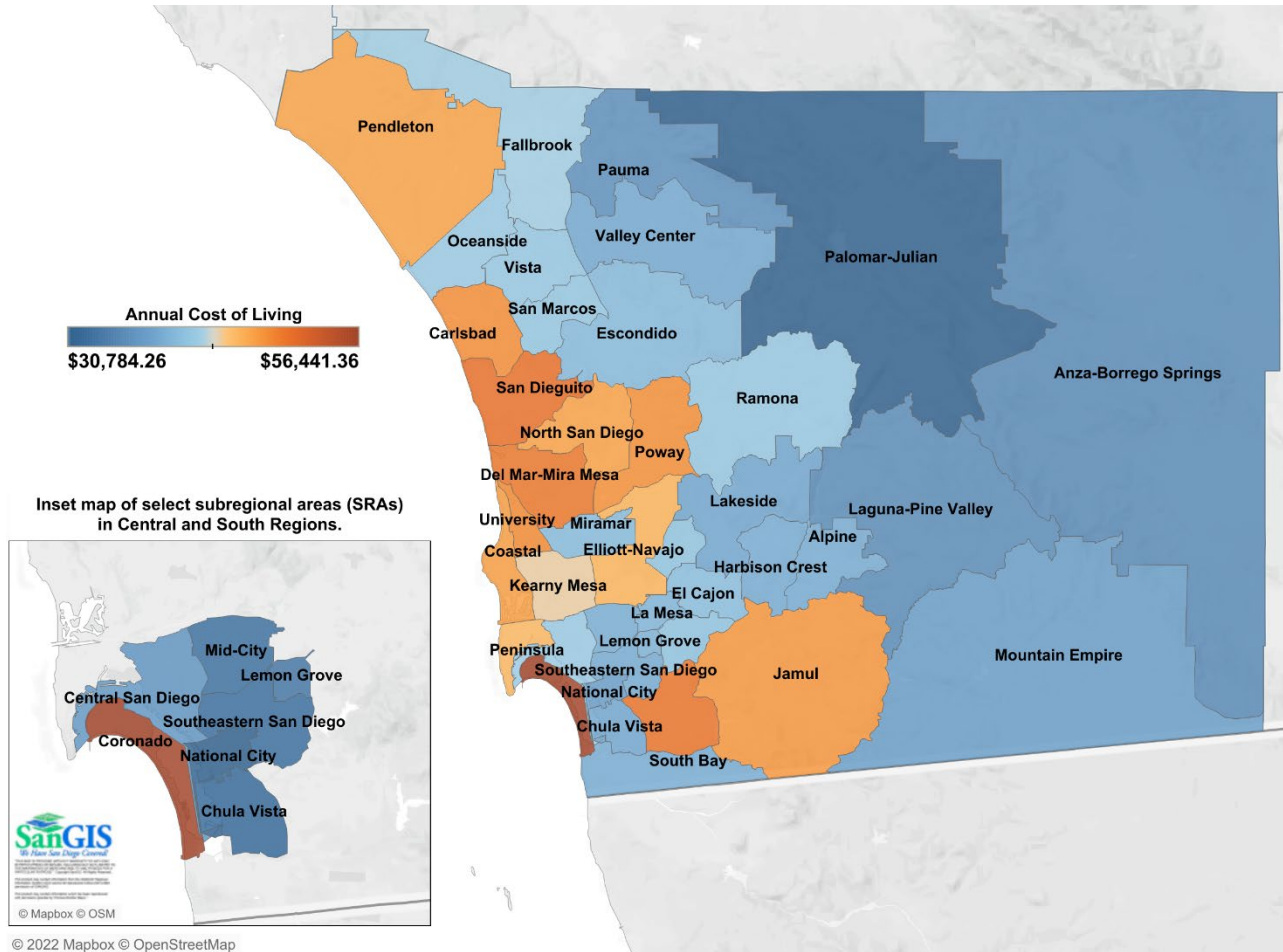 Pendleton
Fallbrook
Pauma
Oceanside
Valley Center
Vista
Palomar-Julian
San Marcos
Annual Cost of Living
$30,784.26 $56,441.36
Carlsbad
Escondido
Anza-Borrego Springs
San Dieguito
Ramona
North San Diego
Poway
Del Mar-Mira Mesa
Lakeside
Laguna-Pine Valley
University
Miramar
Alpine
Coastal
Elliott-Navajo
Harbison Crest
Kearny Mesa
El Cajon
La Mesa
Lemon Grove
Peninsula
Mountain Empire
Southeastern San Diego
Jamul
National City
Chula Vista
South Bay
Inset map of select subregional areas (SRAs)
in Central and South Regions.
Mid-City
Lemon Grove
Central San Diego
Southeastern San Diego
Coronado
National City
Chula Vista
SanGIS
We Have San Diego Covered!
© Mapbox © OSM
© 2022 Mapbox © OpenStreetMap